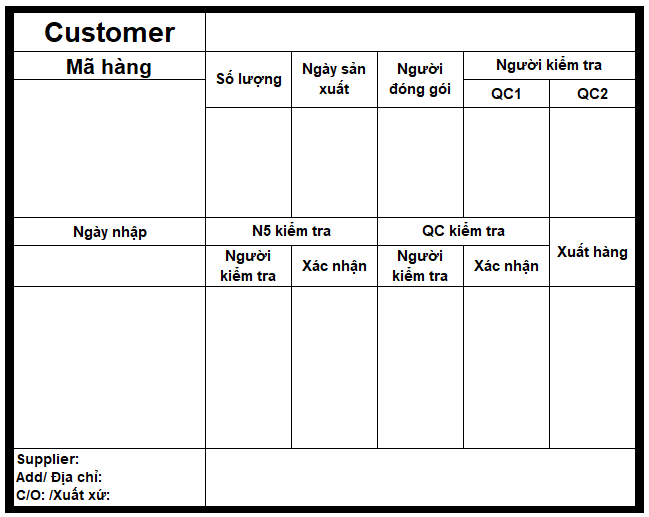 Customer
Mã hàng
Số lượng
Ngày sản
xuất
Người
đóng gói
Người kiểm tra
QC1
QC2
Ngày nhập
N5 kiểm tra
QC kiểm tra
Xuất hàng
Người
kiểm tra
Xác nhận
Người
kiểm tra
Xác nhận
Supplier:
Add/ Địa chỉ:
C/O: /Xuất xứ: